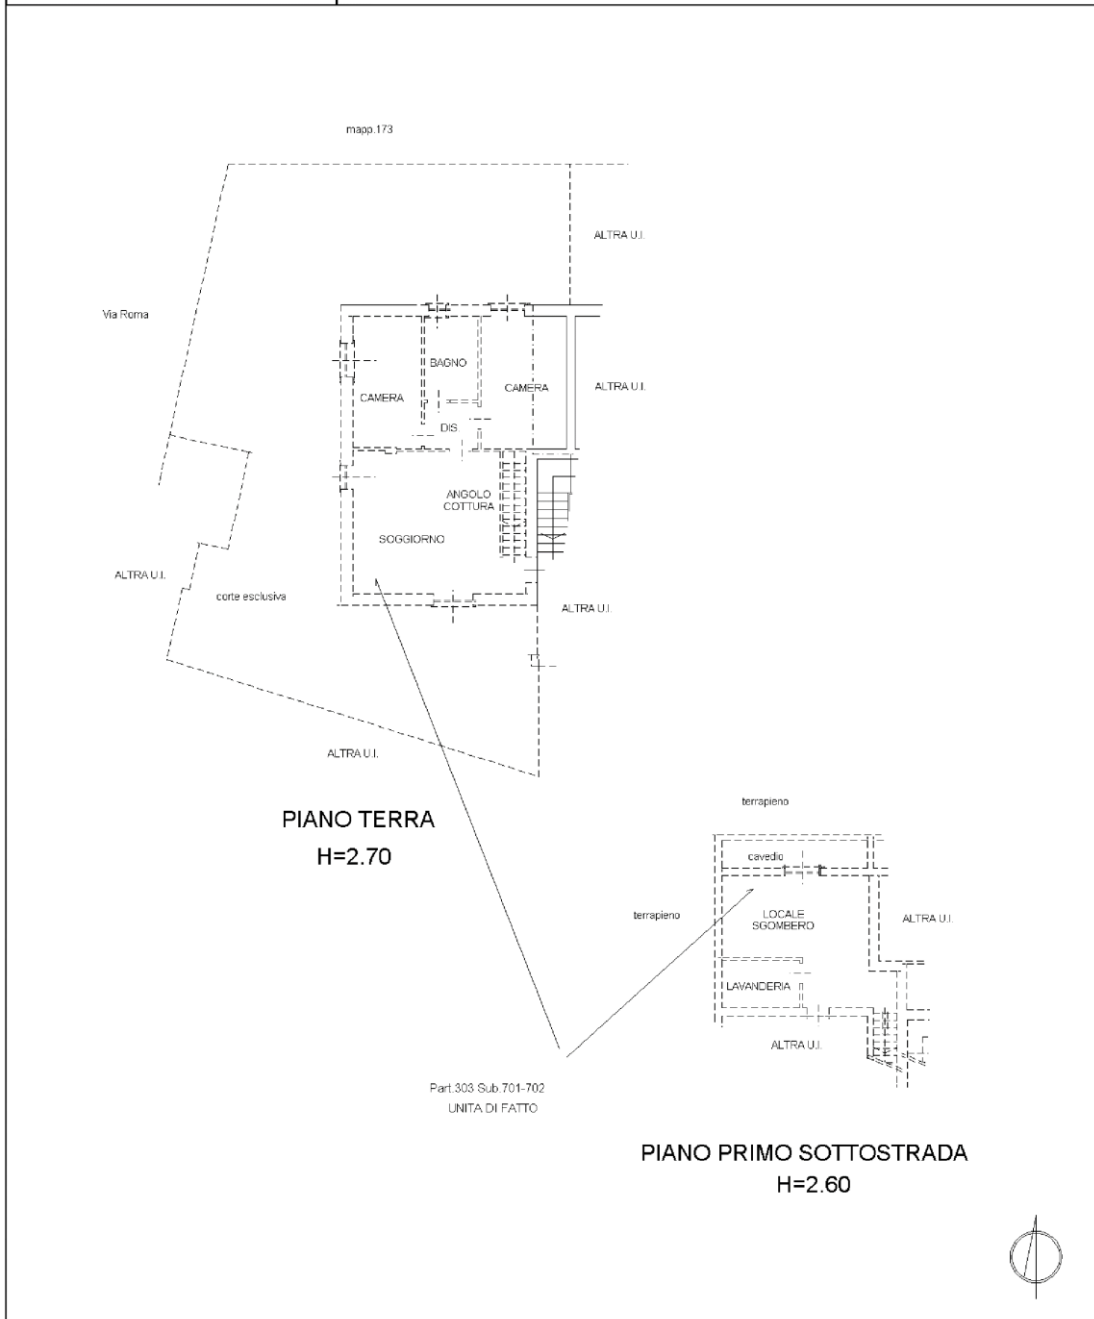 mapp.173
ALTRA U.I.
Via Roma
BAGNO
CAMERA
CAMERA
ALTRA U.I.
DIS.
ANGOLO
COTTURA
SOGGIORNO
ALTRA U.I.
corte esclusiva
ALTRA U.I.
ALTRA U.I.
PIANO TERRA
H=2.70
terrapieno
cavedio
terrapieno
LOCALE
SGOMBERO
ALTRA U.I.
LAVANDERIA
ALTRA U.I.
Part.303 Sub.701-702
UNITA DI FATTO
PIANO PRIMO SOTTOSTRADA
H=2.60